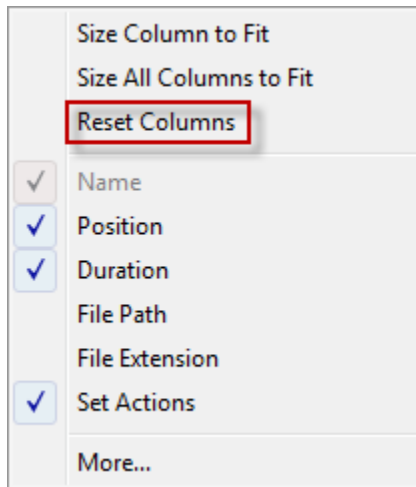 Size Column to Fit
Size All Columns to Fit
Reset Columns
Name
Position
Duration
File Path
File Extension
Set Actions
More...